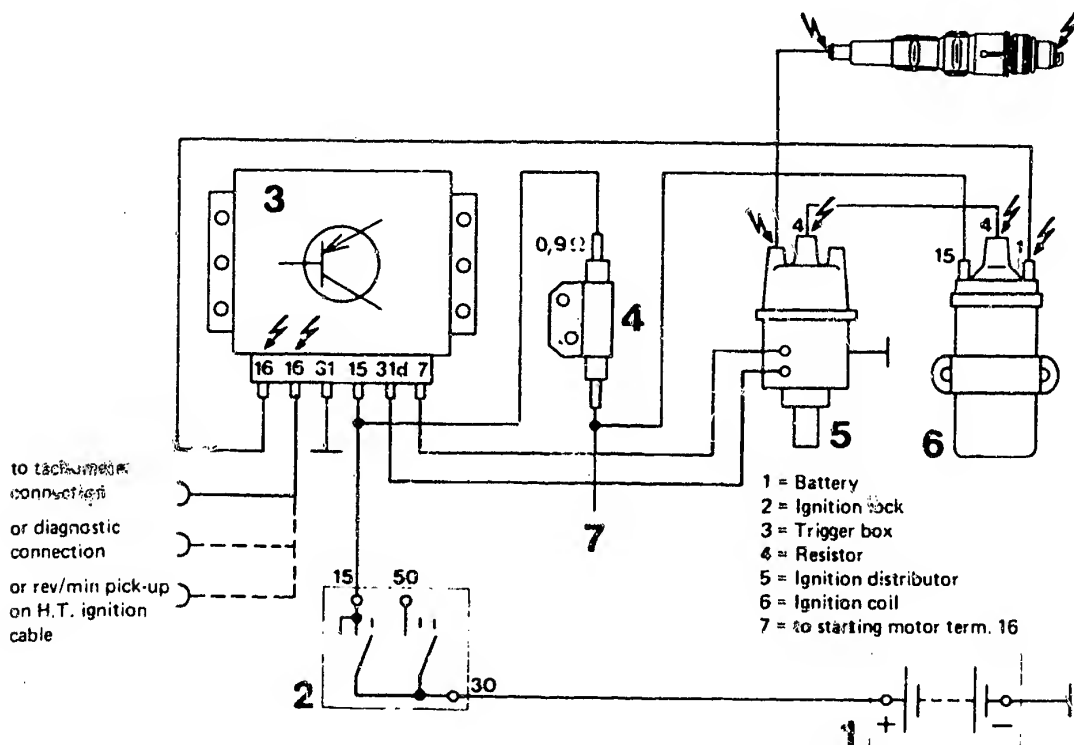 3
0,9Ω
4
15
4
1
4
16 16 31 15 31d 7
5
6
to
connection
or diagnostic
connection
or rev/min pick-up
on H.T. ignition
cable
7
1 = Battery
2 = Ignition lock
3 = Trigger box
4 = Resistor
5 = Ignition distributor
6 = Ignition coil
7 = to starting motor term. 16
15 50
2
30
1
+ −